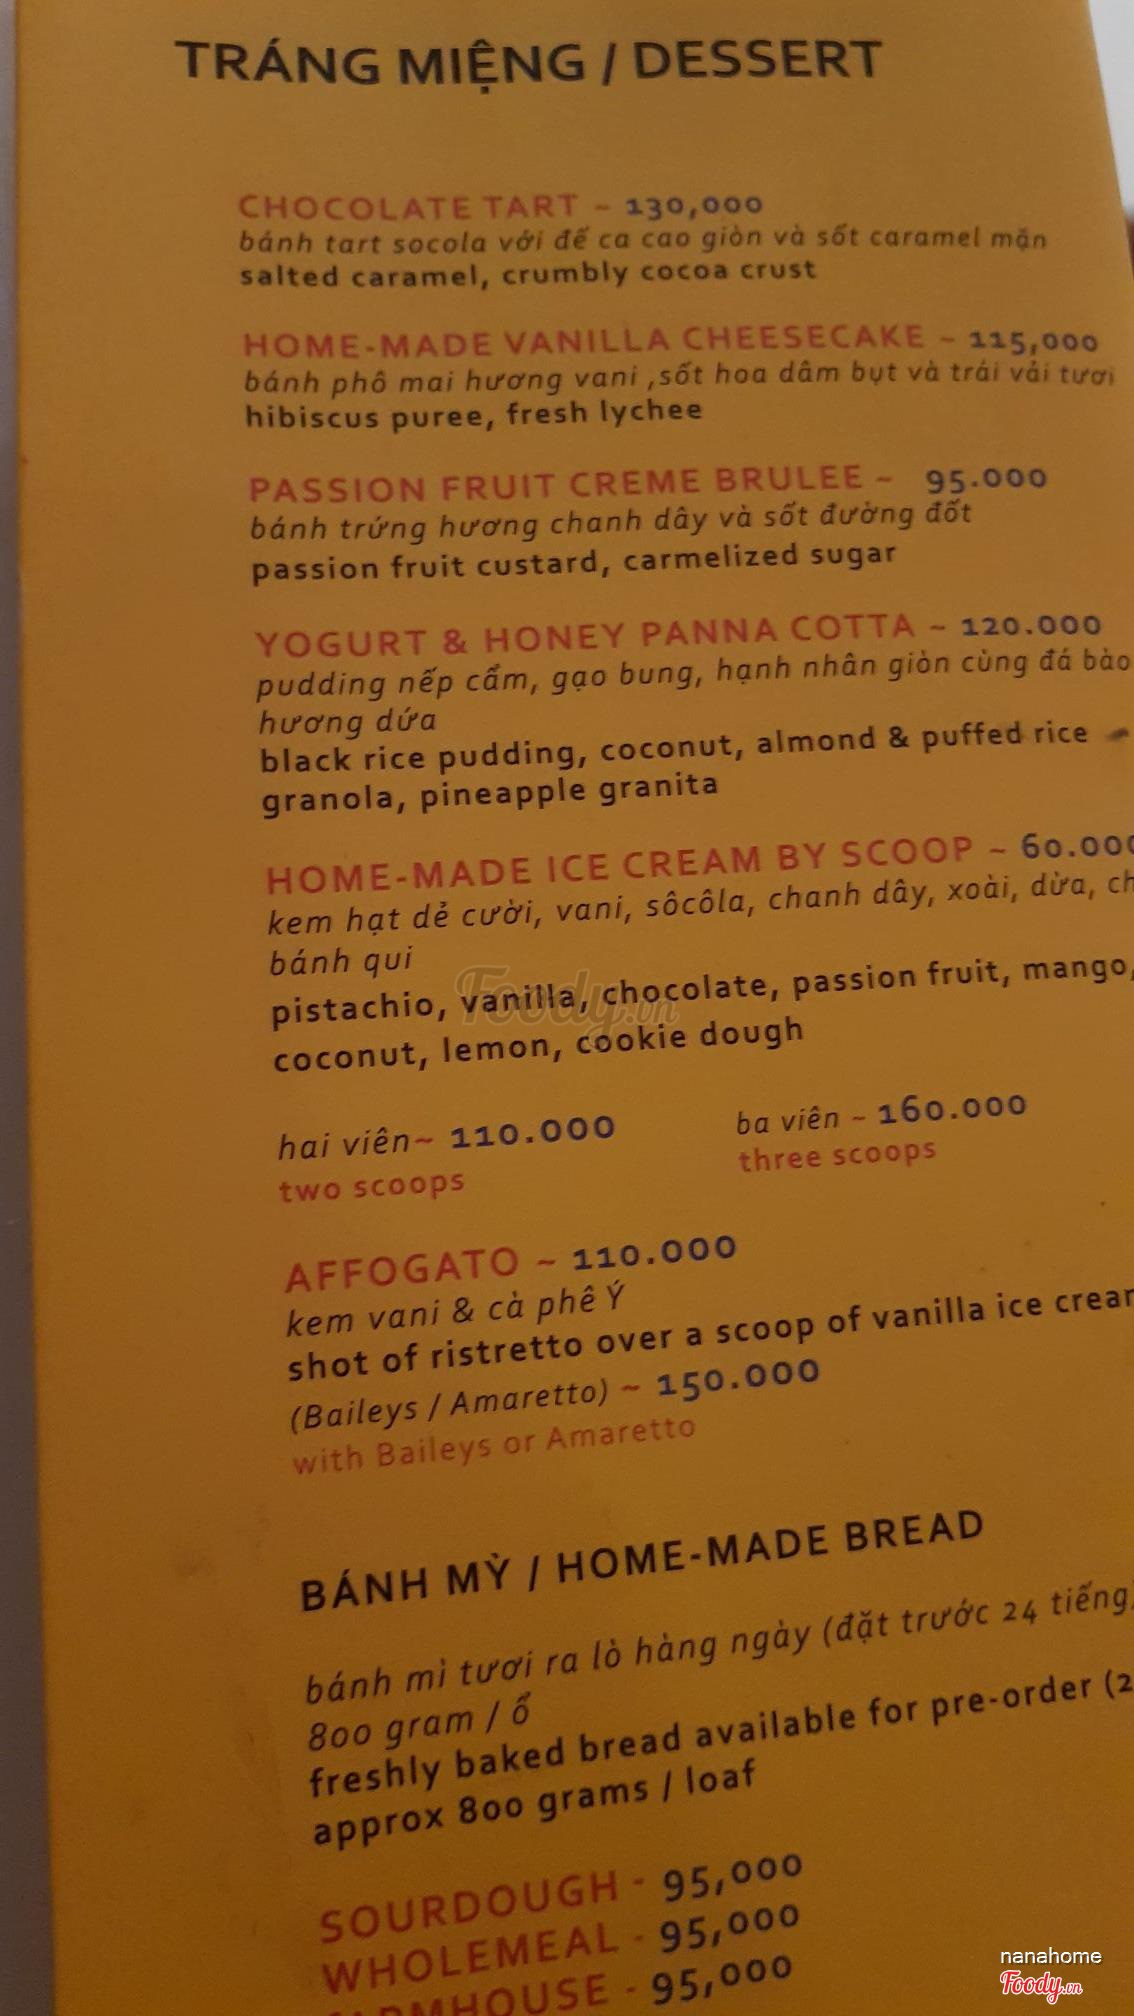 TRÁNG MIỆNG / DESSERT
CHOCOLATE TART ~ 130,000
bánh tart socola với đế ca cao giòn và sốt caramel mặn
salted caramel, crumbly cocoa crust
HOME-MADE VANILLA CHEESECAKE ~ 115,000
bánh phô mai hương vani ,sốt hoa dâm bụt và trái vải tươi
hibiscus puree, fresh lychee
PASSION FRUIT CREME BRULEE ~ 95.000
bánh trứng hương chanh dây và sốt đường đốt
passion fruit custard, carmelized sugar
YOGURT & HONEY PANNA COTTA ~ 120.000
pudding nếp cẩm, gạo bung, hạnh nhân giòn cùng đá bào
hương dứa
black rice pudding, coconut, almond & puffed rice
granola, pineapple granita
HOME-MADE ICE CREAM BY SCOOP ~ 60.000
kem hạt dẻ cười, vani, sôcôla, chanh dây, xoài, dừa,
bánh qui
pistachio, vanilla, chocolate, passion fruit, mango,
coconut, lemon, cookie dough
hai viên~ 110.000
two scoops
ba viên ~ 160.000
three scoops
AFFOGATO ~ 110.000
kem vani & cà phê Ý
shot of ristretto over a scoop of vanilla ice
(Baileys / Amaretto) ~ 150.000
with Baileys or Amaretto
BÁNH MỲ / HOME-MADE BREAD
bánh mì tươi ra lò hàng ngày (đặt trước 24 tiếng)
800 gram / ổ
freshly baked bread available for pre-order
approx 800 grams / loaf
SOURDOUGH - 95,000
WHOLEMEAL - 95,000
- 95,000
Foody.vn
nanahome
Foody.vn